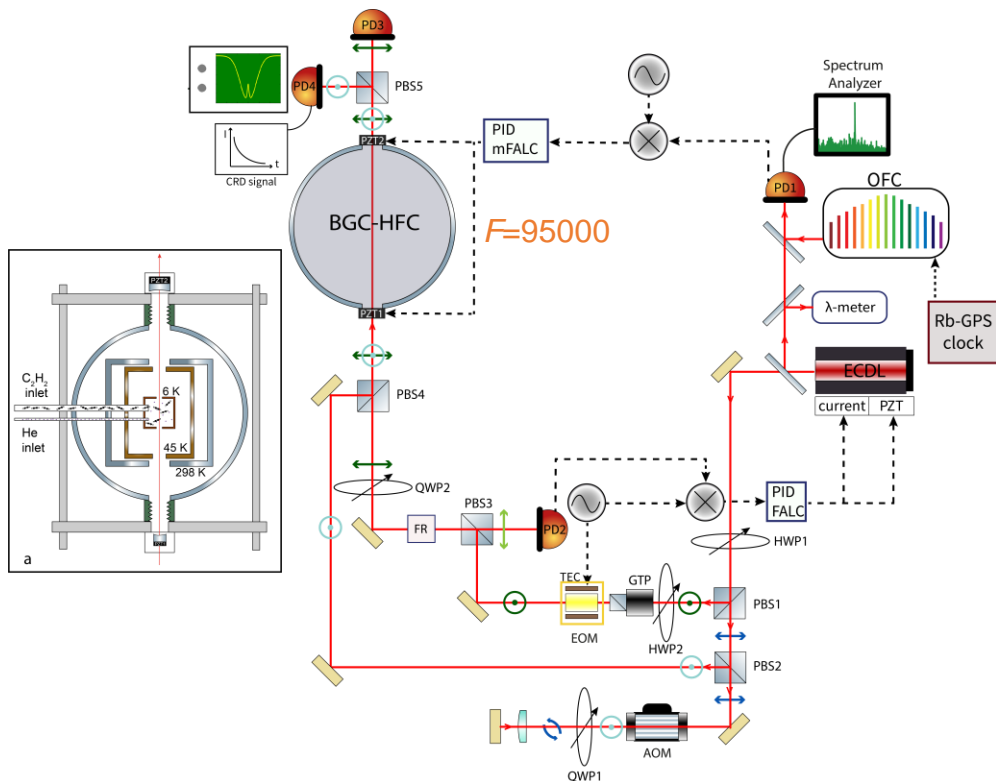 PD3
PBS5
PD4
I
t
CRD signal
PZT2
BGC-HFC
PZT1
F=95000
PID
mFALC
Spectrum
Analyzer
PD1
OFC
λ-meter
Rb-GPS
clock
ECDL
current
PZT
PZT2
C₂H₂
inlet
He
inlet
6 K
45 K
298 K
a
PBS4
QWP2
FR
PBS3
PD2
PID
FALC
HWP1
TEC
EOM
GTP
HWP2
PBS1
PBS2
QWP1
AOM